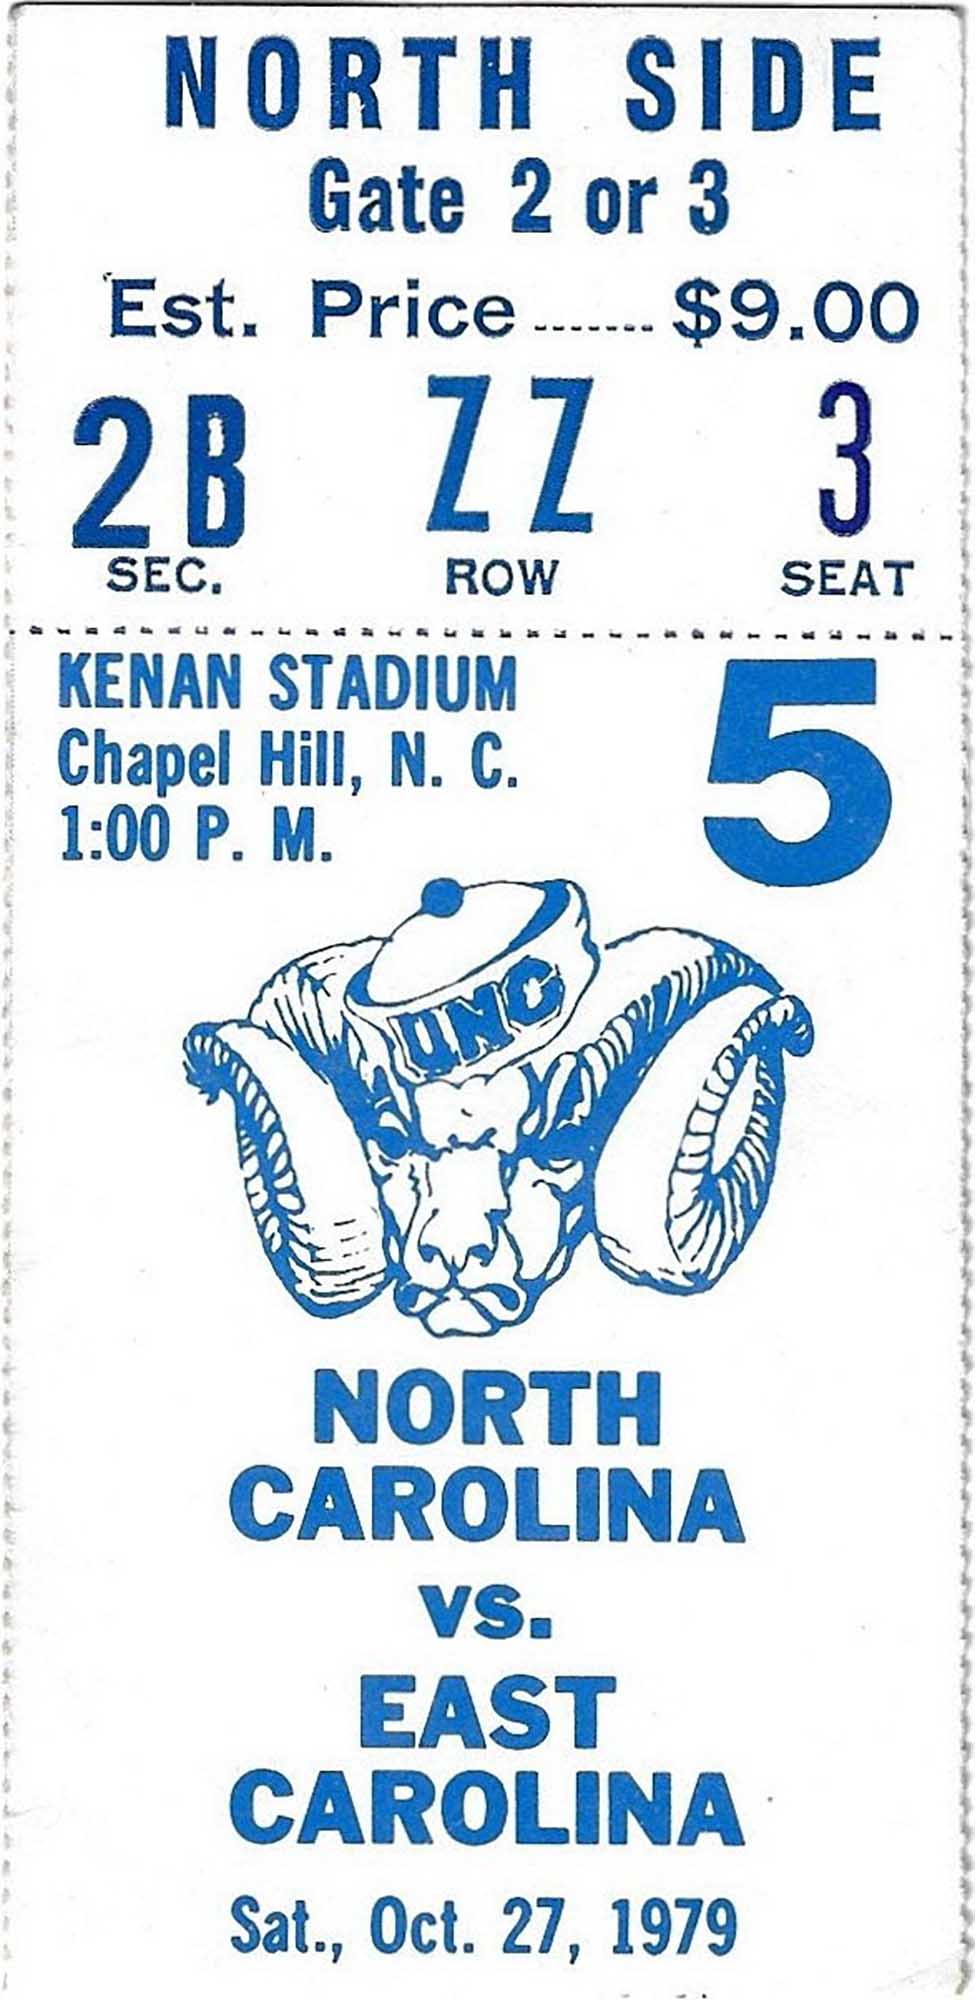 NORTH SIDE
Gate 2 or 3
Est. Price ....... $9.00
2B ZZ 3
SEC. ROW SEAT
KENAN STADIUM
Chapel Hill, N. C.
1:00 P. M.
5
UNC
NORTH
CAROLINA
vs.
EAST
CAROLINA
Sat., Oct. 27, 1979